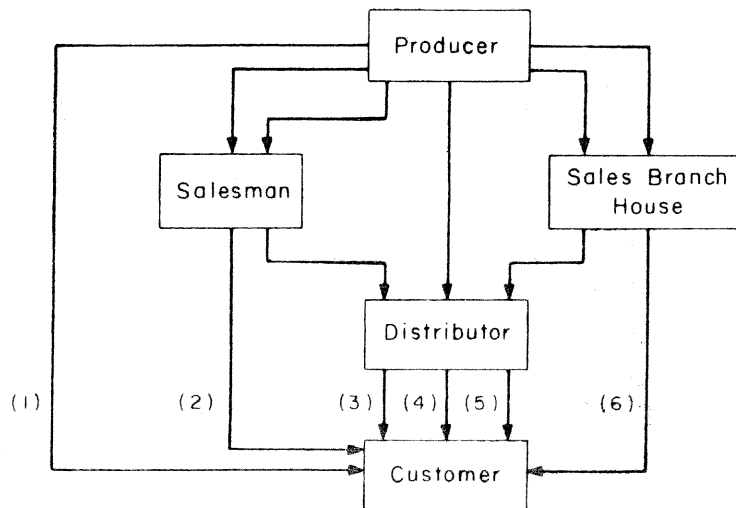 Producer
Salesman
Sales Branch
House
Distributor
(1)
(2)
(3)
(4)
(5)
(6)
Customer